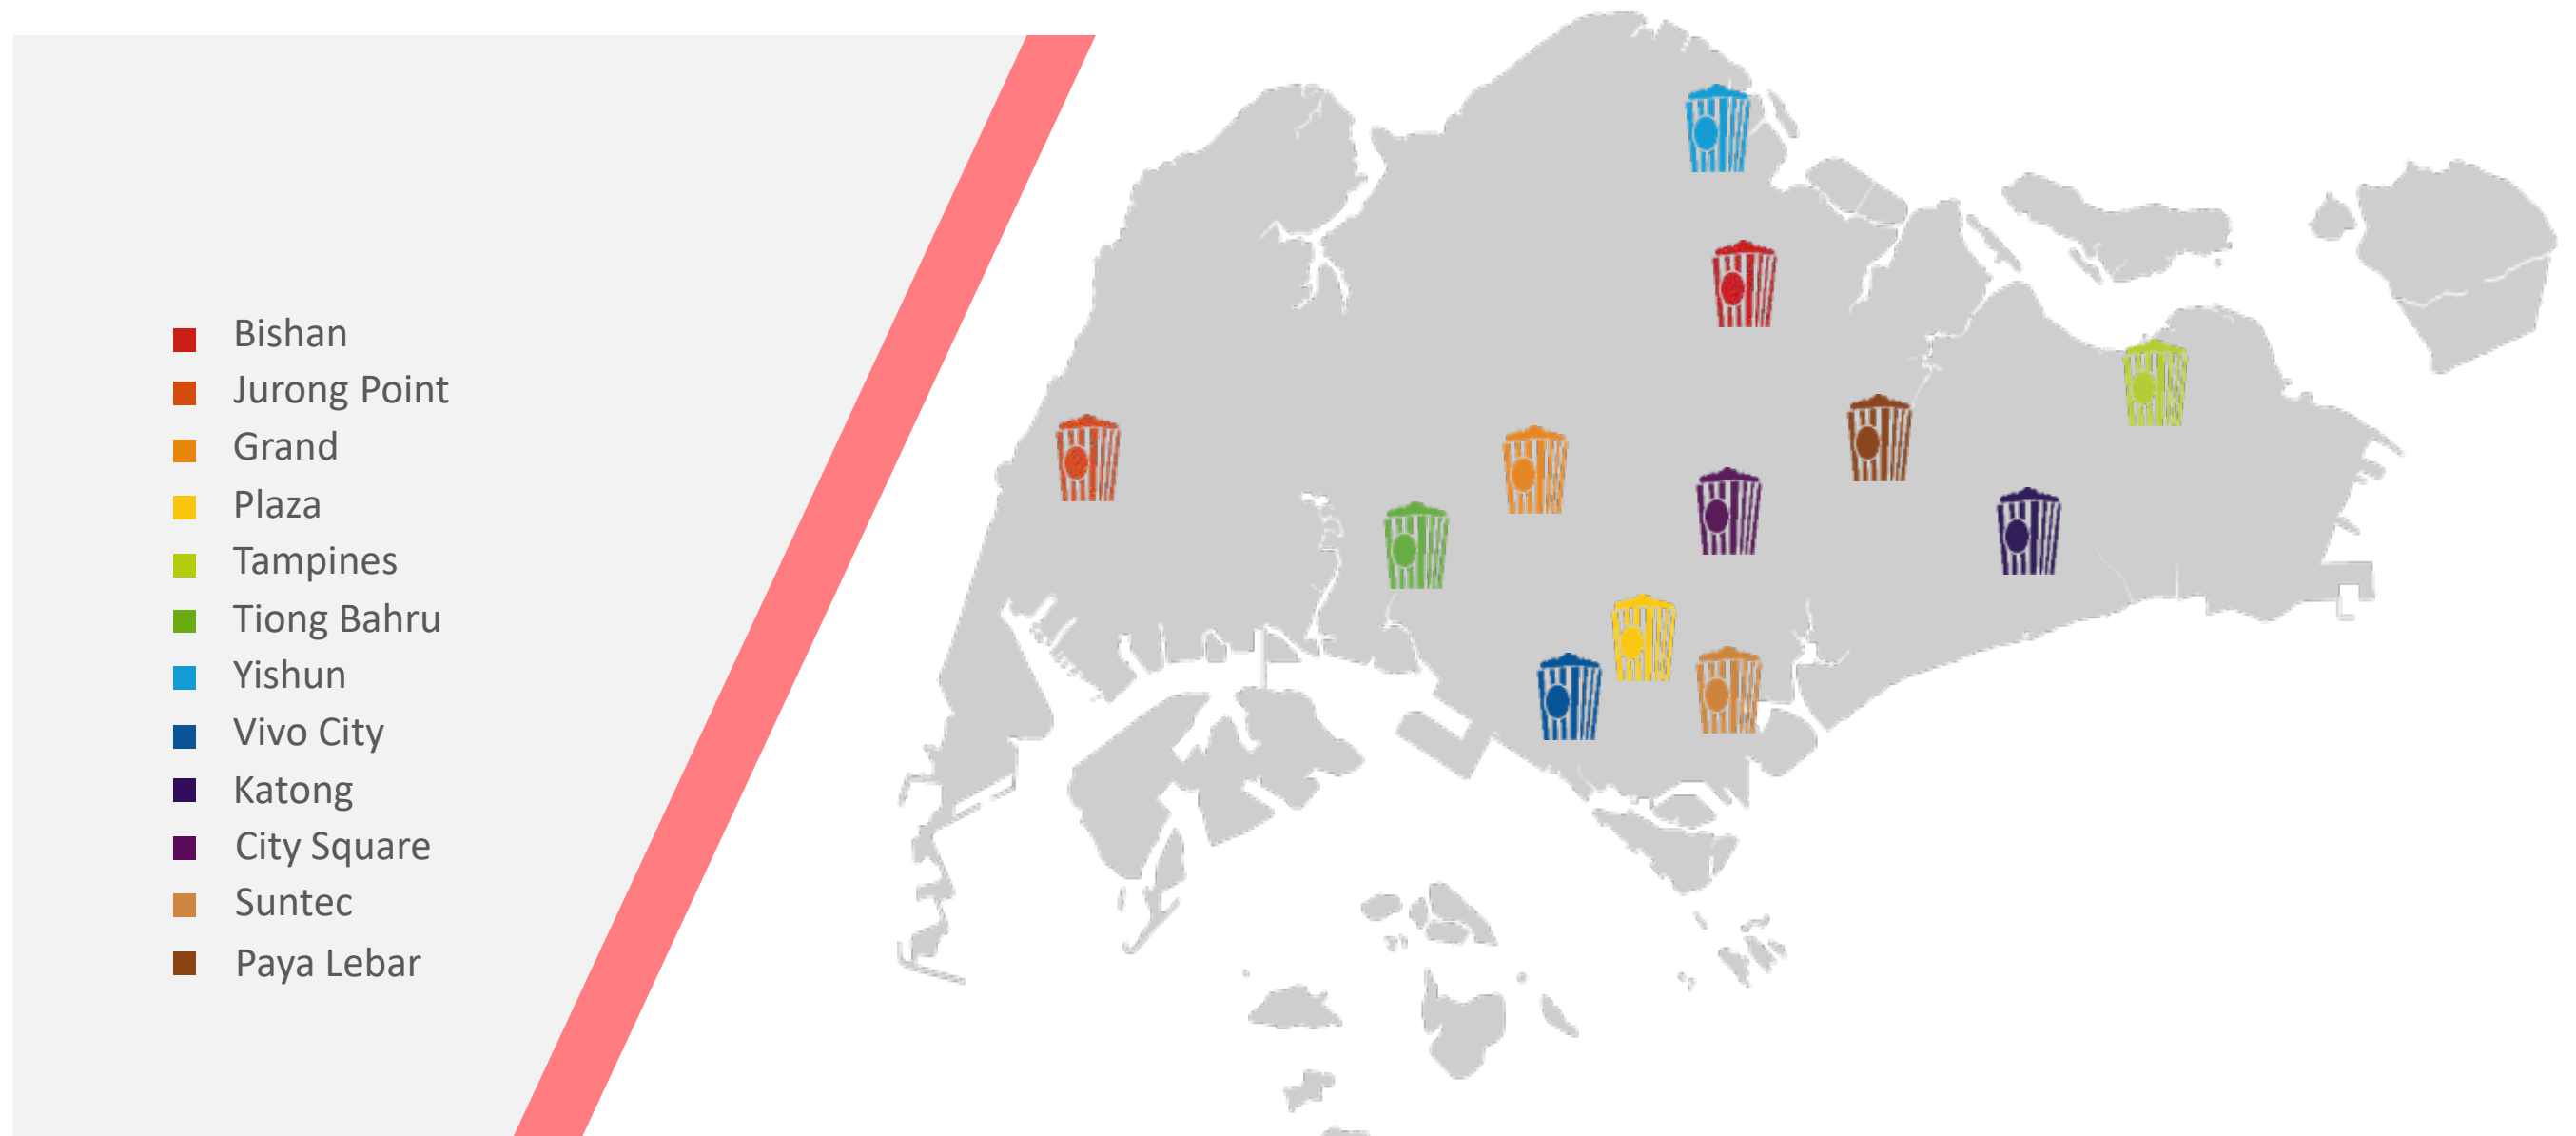 Bishan
Jurong Point
Grand
Plaza
Tampines
Tiong Bahru
Yishun
Vivo City
Katong
City Square
Suntec
Paya Lebar